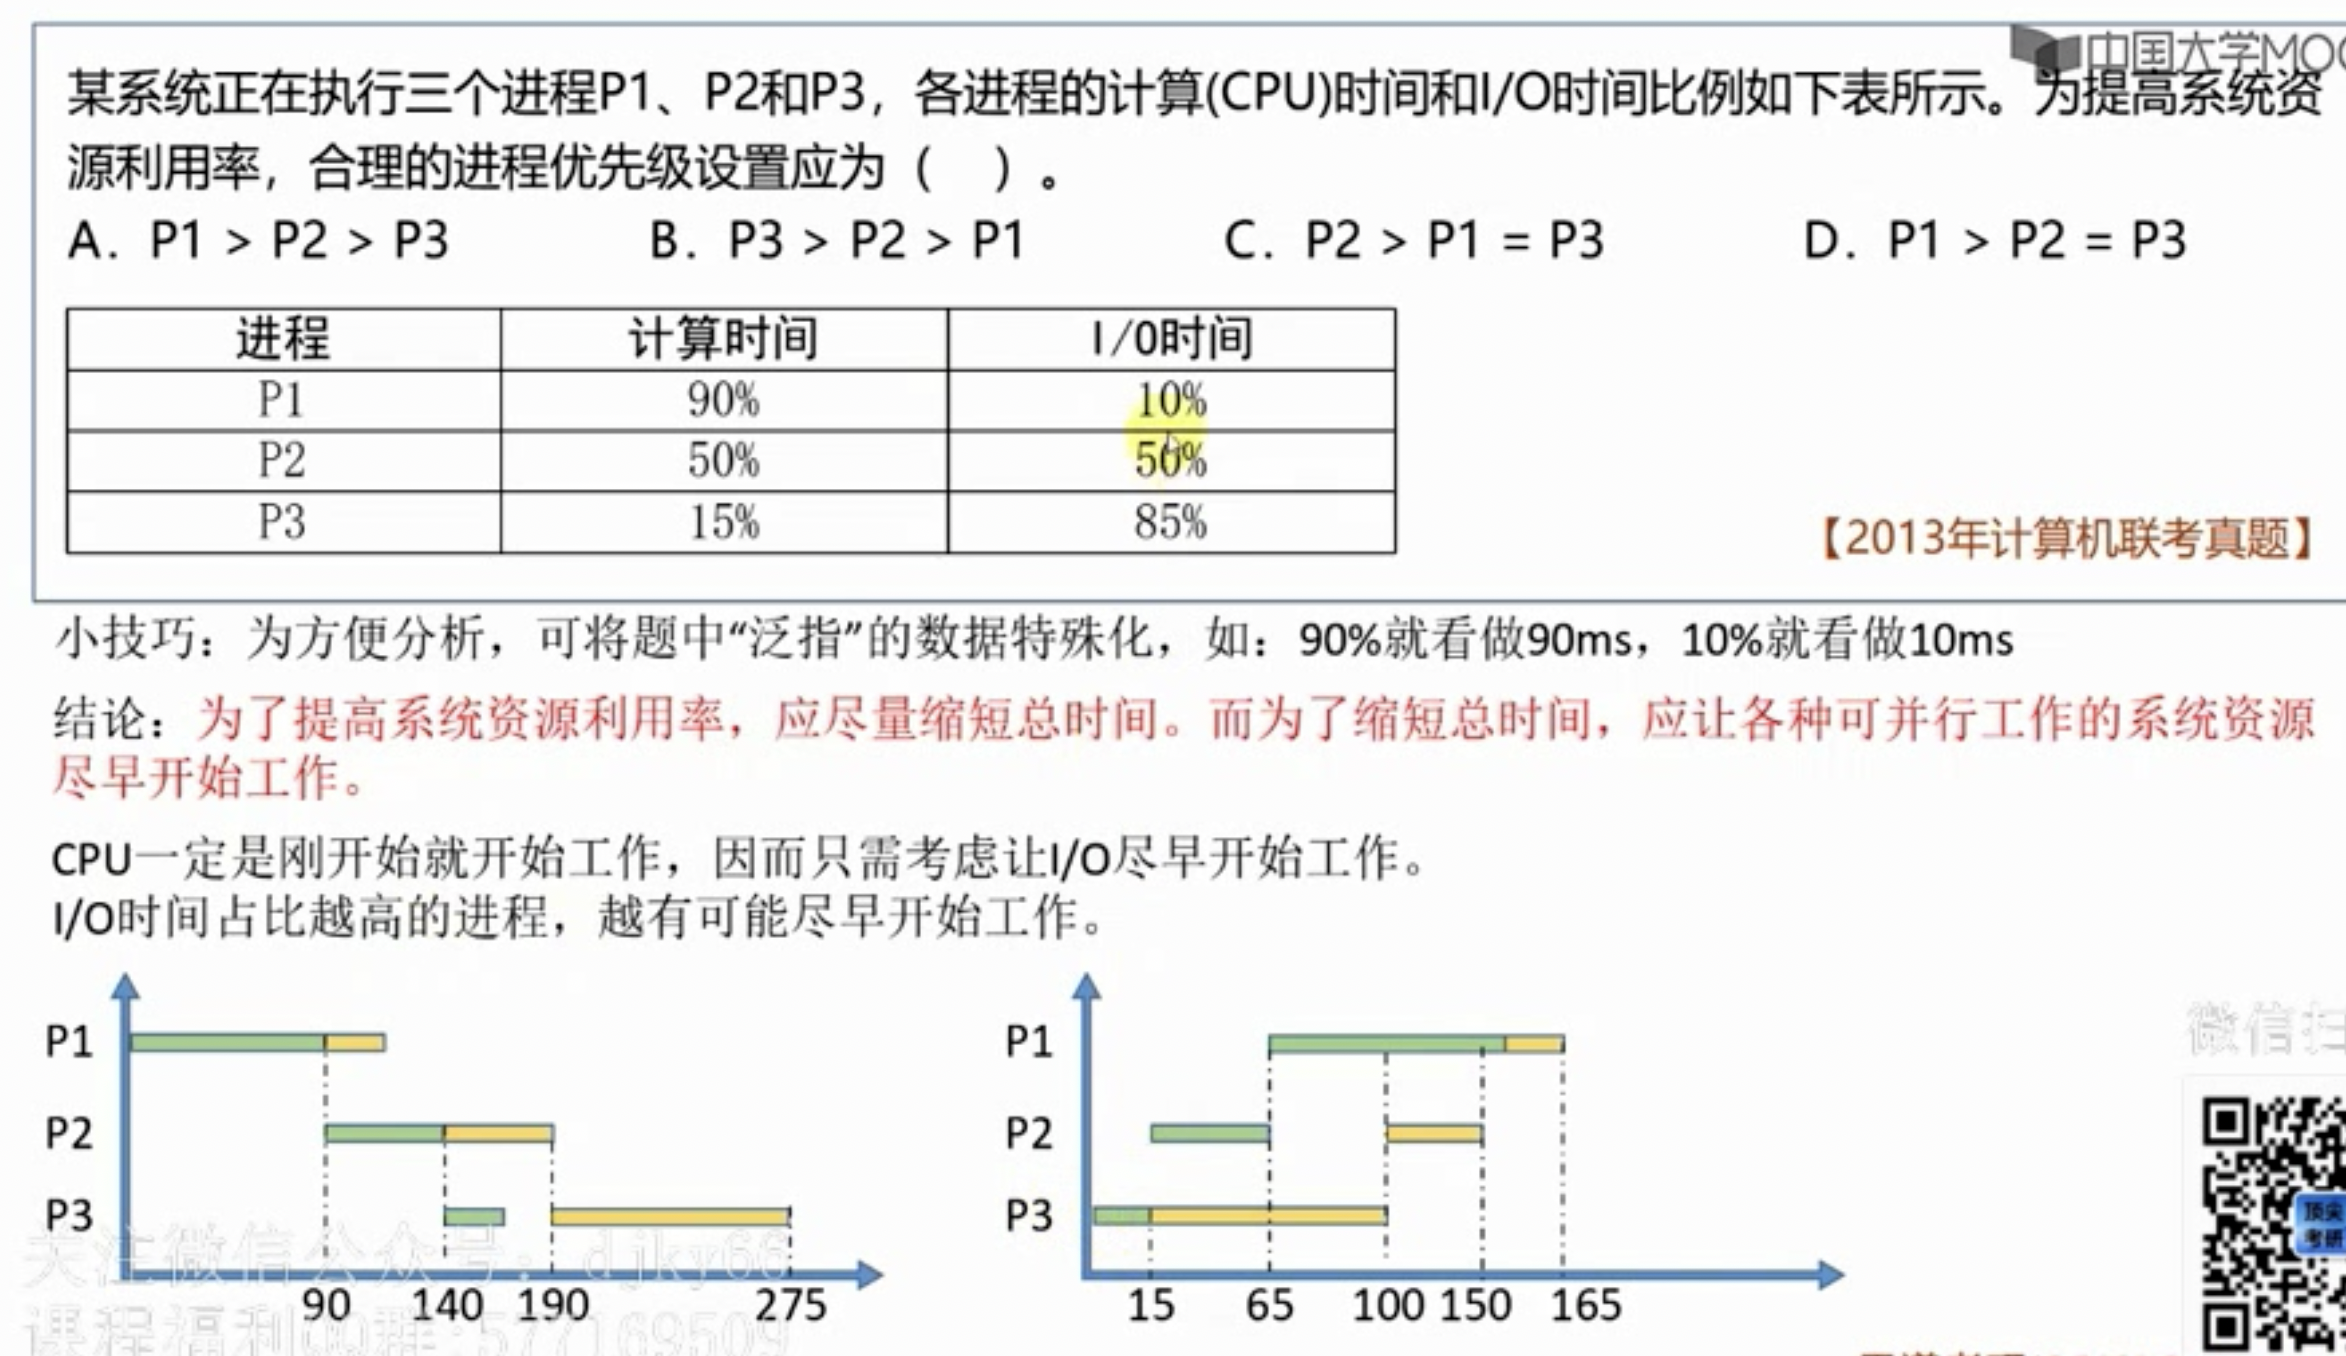 中国大学MOO
某系统正在执行三个进程P1、P2和P3，各进程的计算(CPU)时间和I/O时间比例如下表所示。为提高系统资
源利用率，合理的进程优先级设置应为（　）。
A. P1 > P2 > P3 B. P3 > P2 > P1 C. P2 > P1 = P3 D. P1 > P2 = P3
进程 计算时间 I/O时间
P1 90% 10%
P2 50% 50%
P3 15% 85%
【2013年计算机联考真题】
小技巧：为方便分析，可将题中“泛指”的数据特殊化，如：90%就看做90ms，10%就看做10ms
结论：为了提高系统资源利用率，应尽量缩短总时间。而为了缩短总时间，应让各种可并行工作的系统资源
尽早开始工作。
CPU一定是刚开始就开始工作，因而只需考虑让I/O尽早开始工作。
I/O时间占比越高的进程，越有可能尽早开始工作。
P1
P2
P3
90 140 190 275
P1
P2
P3
15 65 100 150 165
微信扫
顶尖
考研
关注微信公众号：djky66
课程福利QQ群:577169509